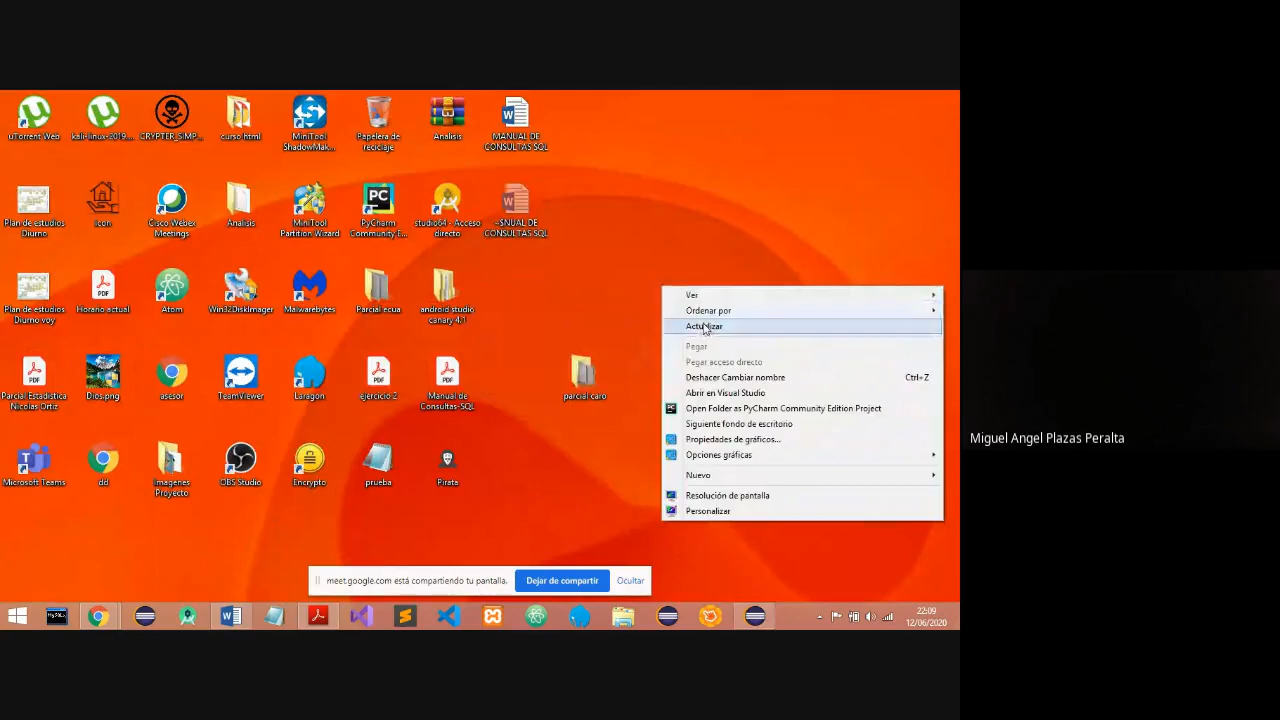 uTorrent Web
kali-linux-2019....
CRYPTER_SIMP...
curso html
MiniTool
ShadowMak...
Papelera de
reciclaje
Analisis
MANUAL DE
CONSULTAS SQL
Plan de estudios
Diurno
Icon
Cisco Webex
Meetings
Analisis
MiniTool
Partition Wizard
PyCharm
Community E...
studio64 - Acceso
directo
~$NUAL DE
CONSULTAS SQL
Plan de estudios
Diurno voy
Horario actual
Atom
Win32DiskImager
Malwarebytes
Parcial ecua
android studio
canary 4.1
Parcial Estadistica
Nicolas Ortiz
Dios.png
asesor
TeamViewer
Laragon
ejercicio 2
Manual de
Consultas-SQL
parcial caro
Microsoft Teams
dd
Imagenes
Proyecto
OBS Studio
Encrypto
prueba
Pirata
Ver
Ordenar por
Actualizar
Pegar
Pegar acceso directo
Deshacer Cambiar nombre Ctrl+Z
Abrir en Visual Studio
Open Folder as PyCharm Community Edition Project
Siguiente fondo de escritorio
Propiedades de gráficos...
Opciones gráficas
Nuevo
Resolución de pantalla
Personalizar
Miguel Angel Plazas Peralta
meet.google.com está compartiendo tu pantalla. Dejar de compartir Ocultar
22:09
12/06/2020